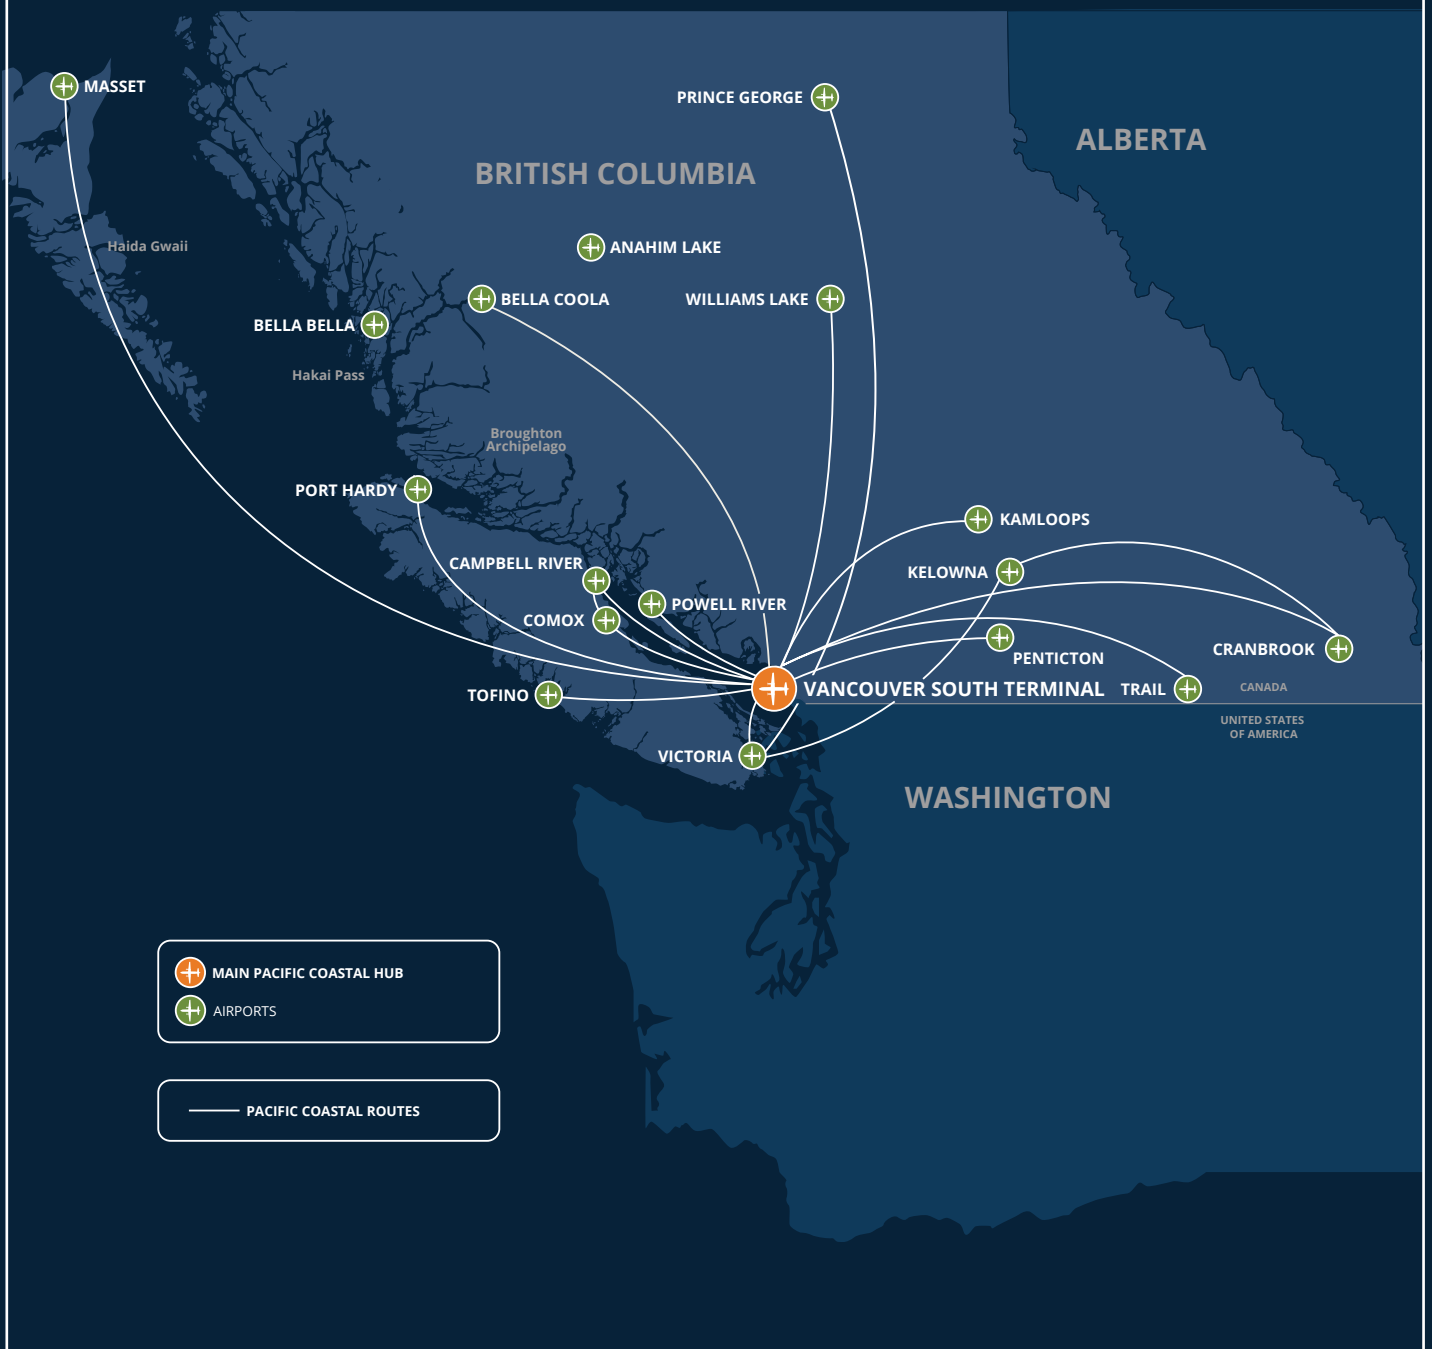 MASSET
PRINCE GEORGE
ALBERTA
BRITISH COLUMBIA
Haida Gwaii
ANAHIM LAKE
BELLA COOLA
WILLIAMS LAKE
BELLA BELLA
Hakai Pass
Broughton
Archipelago
PORT HARDY
KAMLOOPS
CAMPBELL RIVER
KELOWNA
POWELL RIVER
COMOX
CRANBROOK
PENTICTON
TOFINO
VANCOUVER SOUTH TERMINAL
TRAIL
CANADA
UNITED STATES
OF AMERICA
VICTORIA
WASHINGTON
MAIN PACIFIC COASTAL HUB
AIRPORTS
PACIFIC COASTAL ROUTES